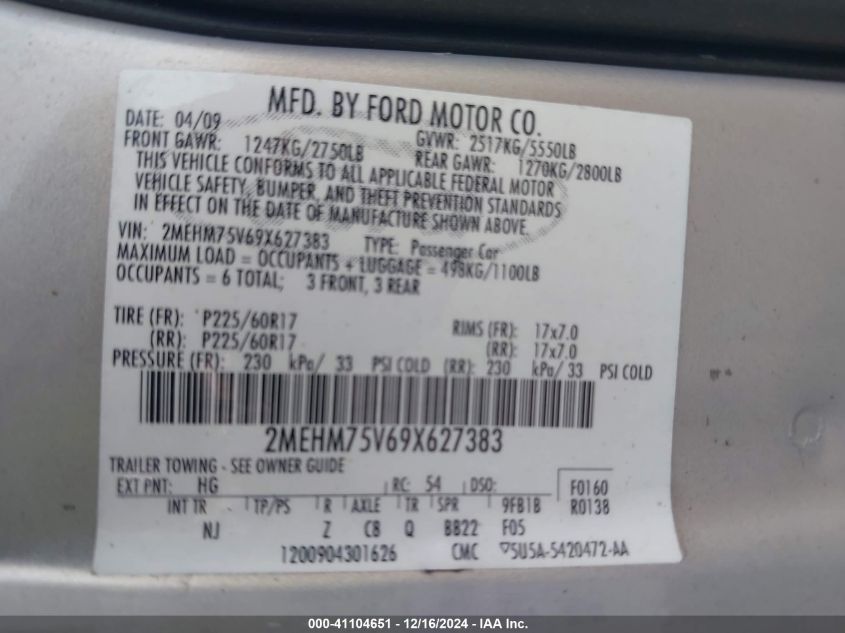 MFD. BY FORD MOTOR CO.
DATE: 04/09 GVWR: 2517KG/5550LB
FRONT GAWR: 1247KG/2750LB REAR GAWR: 1270KG/2800LB
THIS VEHICLE CONFORMS TO ALL APPLICABLE FEDERAL MOTOR
VEHICLE SAFETY, BUMPER, AND THEFT PREVENTION STANDARDS
IN EFFECT ON THE DATE OF MANUFACTURE SHOWN ABOVE.
VIN: 2MEHM75V69X627383 TYPE: Passenger Car
MAXIMUM LOAD = OCCUPANTS + LUGGAGE = 498KG/1100LB
OCCUPANTS = 6 TOTAL; 3 FRONT, 3 REAR
TIRE (FR): P225/60R17 RIMS (FR): 17x7.0
(RR): P225/60R17 (RR): 17x7.0
PRESSURE (FR): 230 kPa/ 33 PSI COLD (RR): 230 kPa/ 33 PSI COLD
2MEHM75V69X627383
TRAILER TOWING - SEE OWNER GUIDE
EXT PNT: HG RC: 54 DSO: F0160
INT TR TP/PS R AXLE TR SPR 9FB1B R0138
NJ Z C8 Q BB22 F05
1200904301626 CMC 5U5A-5420472-AA
000-41104651 - 12/16/2024 - IAA Inc.